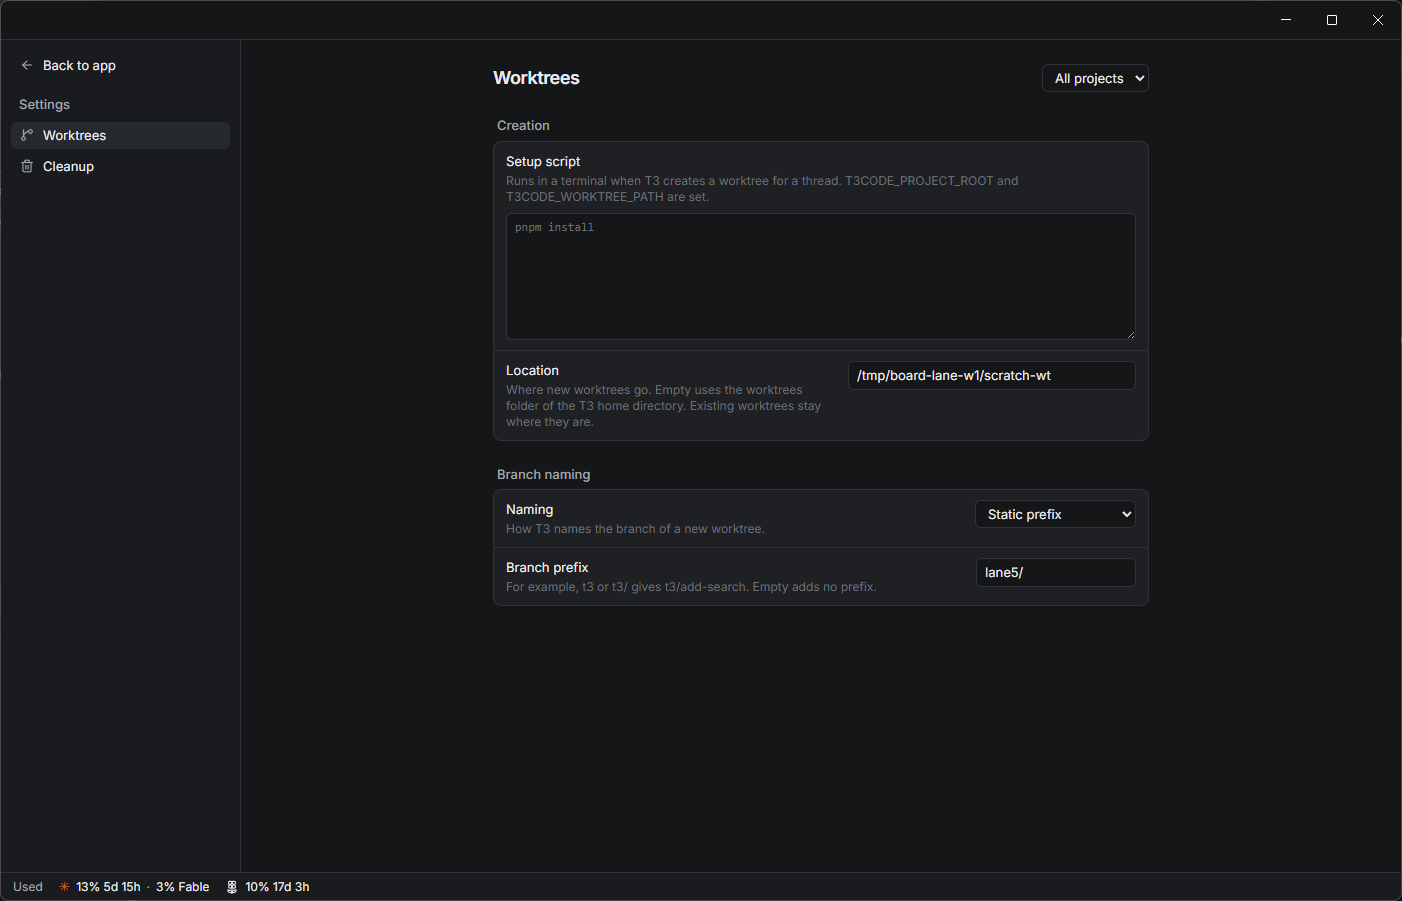 Back to app
Settings
Worktrees
Cleanup
Worktrees
All projects
Creation
Setup script
Runs in a terminal when T3 creates a worktree for a thread. T3CODE_PROJECT_ROOT and
T3CODE_WORKTREE_PATH are set.
pnpm install
Location
Where new worktrees go. Empty uses the worktrees
folder of the T3 home directory. Existing worktrees stay
where they are.
/tmp/board-lane-w1/scratch-wt
Branch naming
Naming
How T3 names the branch of a new worktree.
Static prefix
Branch prefix
For example, t3 or t3/ gives t3/add-search. Empty adds no prefix.
lane5/
Used 13% 5d 15h · 3% Fable 10% 17d 3h